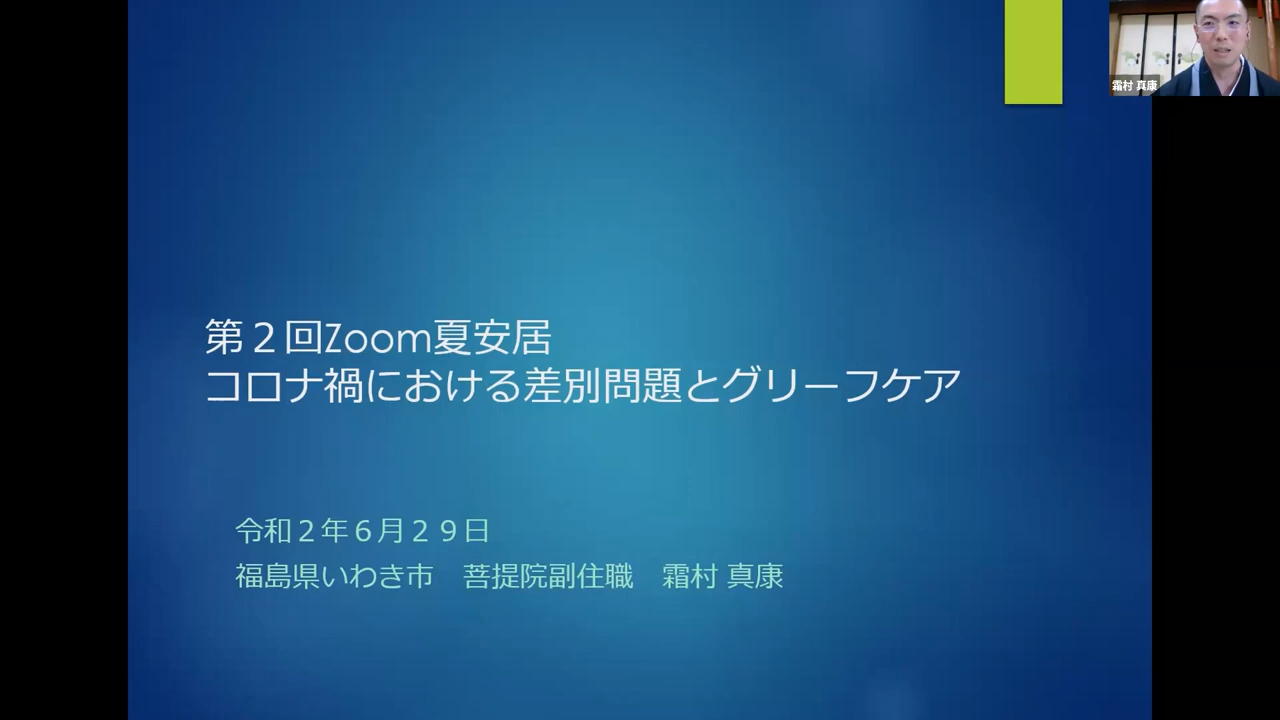 霜村 真康
第２回Zoom夏安居
コロナ禍における差別問題とグリーフケア
令和２年６月２９日
福島県いわき市　菩提院副住職　霜村 真康